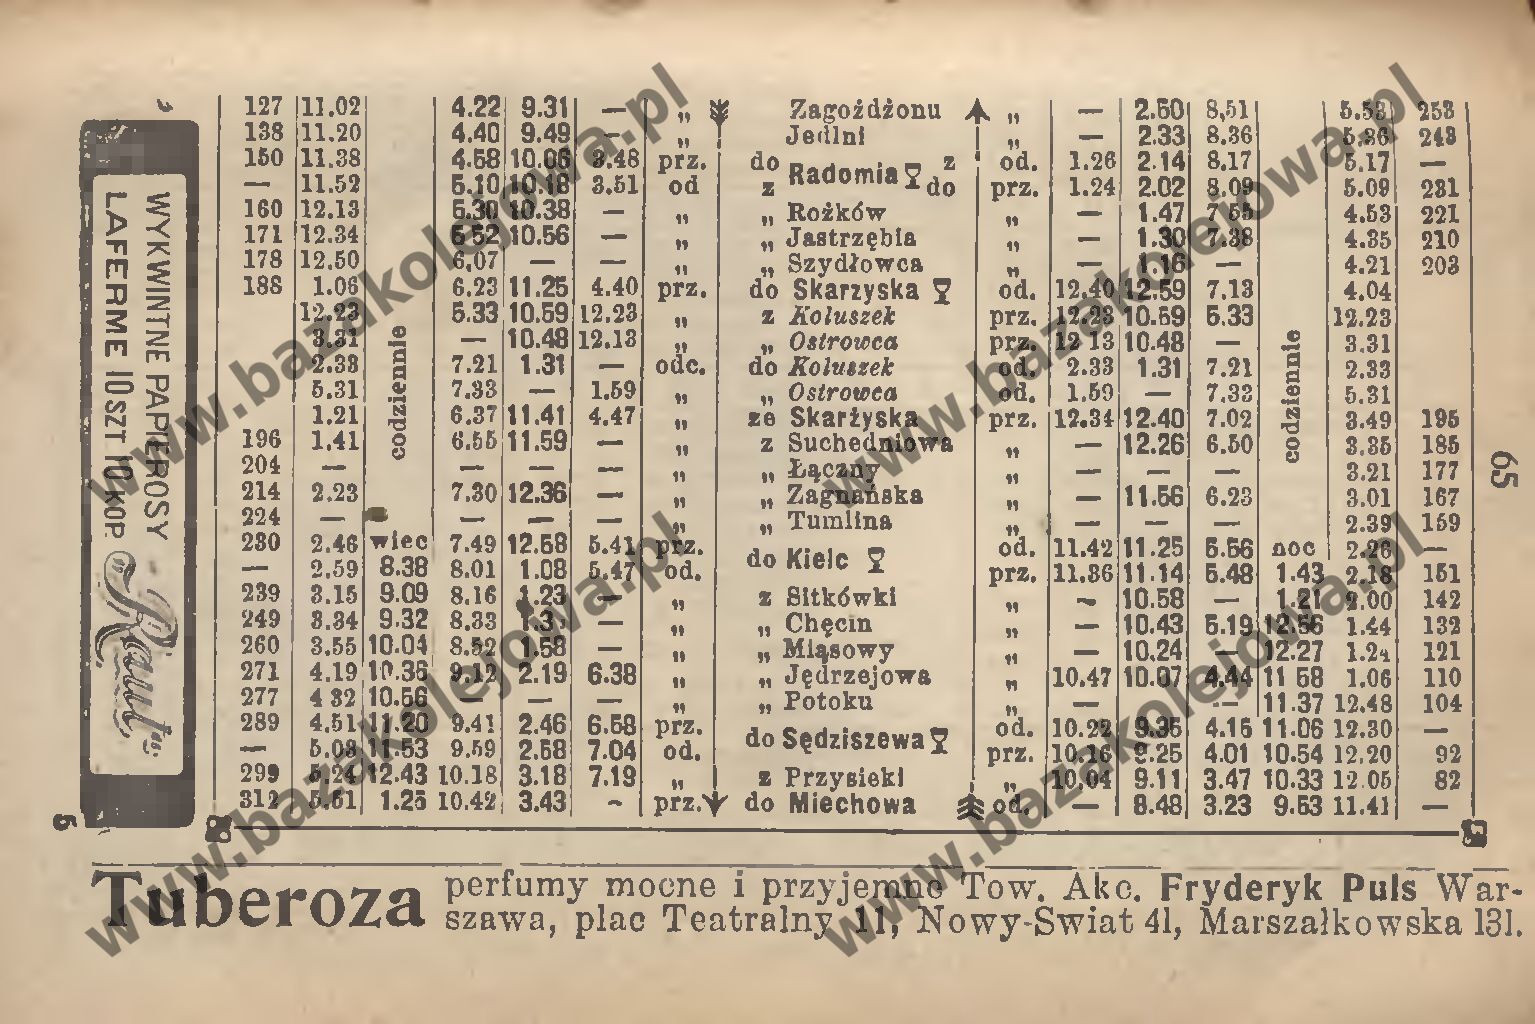 127 11.02 4.22 9.31 — „ Zagożdżonu „ — 2.50 8.51 5.53 253
138 11.20 4.40 9.49 — „ Jedlni „ — 2.33 8.36 5.36 243
150 11.38 4.58 10.06 3.48 prz. do Radomia z od. 1.26 2.14 8.17 5.17 —
— 11.52 5.10 10.18 3.51 od z do prz. 1.24 2.02 8.09 5.09 231
160 12.13 5.30 10.38 — „ „ Rożków „ — 1.47 7.55 4.53 221
171 12.34 5.52 10.56 — „ „ Jastrzębia „ — 1.30 7.38 4.35 210
178 12.50 6.07 — — „ „ Szydłowca „ — 1.16 — 4.21 203
188 1.06 6.23 11.25 4.40 prz. do Skarżyska od. 12.40 12.59 7.13 4.04
12.23 5.33 10.59 12.23 „ z Koluszek prz. 12.23 10.59 5.33 12.23
3.31 — 10.48 12.13 „ „ Ostrowca prz. 12 13 10.48 — 3.31
2.33 codziennie 7.21 1.31 — odc. do Koluszek od. 2.33 1.31 7.21 codziennie 2.33
5.31 7.33 — 1.59 „ „ Ostrowca od. 1.59 — 7.33 5.31
1.21 6.37 11.41 4.47 „ ze Skarżyska prz. 12.34 12.40 7.02 3.49 195
196 1.41 6.55 11.59 — „ z Suchedniowa „ — 12.26 6.50 3.35 185
204 — — — — „ „ Łączny „ — — — 3.21 177
214 2.23 7.30 12.36 — „ „ Zagnańska „ — 11.56 6.23 3.01 167
224 — — — — „ „ Tumlina „ — — — 2.39 159
230 2.46 wiec 7.49 12.58 5.41 prz. do Kielc od. 11.42 11.25 5.56 noc 2.26 —
— 2.59 8.38 8.01 1.08 5.47 od. prz. 11.36 11.14 5.48 1.43 2.18 151
239 3.15 9.09 8.16 1.23 — „ z Sitkówki „ — 10.58 — 1.27 2.00 142
249 3.34 9.32 8.33 — „ „ Chęcin „ — 10.43 5.19 12.56 1.44 132
260 3.55 10.04 8.52 1.58 — „ „ Miąsowy „ — 10.24 — 12.27 1.24 121
271 4.19 10.36 9.12 2.19 6.38 „ „ Jędrzejowa „ 10.47 10.07 4.44 11 58 1.06 110
277 4 32 10.56 — — — „ „ Potoku „ — — — 11.37 12.48 104
289 4.51 11.20 9.41 2.46 6.58 prz. do Sędziszewa od. 10.22 9.35 4.15 11.06 12.30 —
— 5.08 11.53 9.59 2.58 7.04 od. prz. 10.16 9.25 4.01 10.54 12.20 92
299 5.24 12.43 10.18 3.18 7.19 „ z Przysieki „ 10.04 9.11 3.47 10.33 12.05 82
312 5.51 1.25 10.42 3.43 — prz. do Miechowa od. — 8.48 3.23 9.53 11.41 —
WYKWINTNE PAPIEROSY
LAFERME 10 SZT. 10 KOP.
Raut
5
65
Tuberoza perfumy mocne i przyjemne Tow. Akc. Fryderyk Puls War-
szawa, plac Teatralny 11, Nowy-Swiat 41, Marszałkowska 131.
www.bazakolejowa.pl
www.bazakolejowa.pl
www.bazakolejowa.pl
www.bazakolejowa.pl